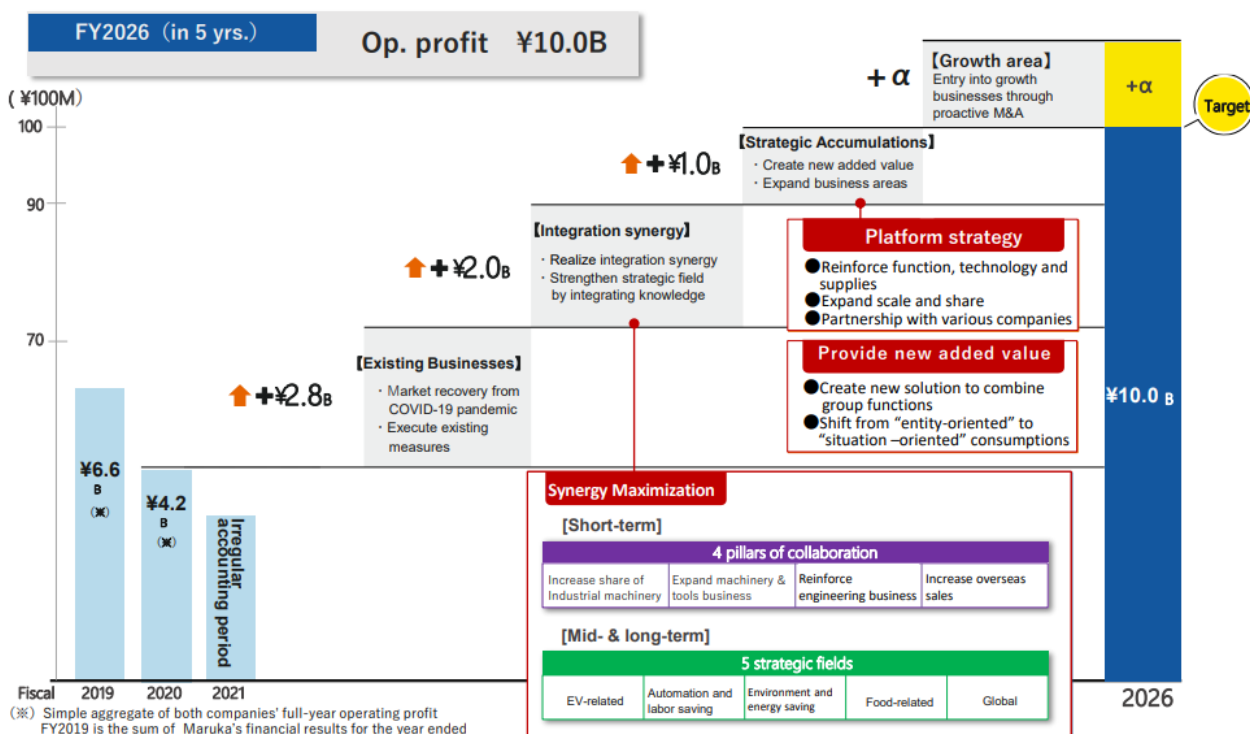 FY2026（in 5 yrs.）
Op. profit ¥10.0B
( ¥100M)
100
90
70
+ α
【Growth area】
Entry into growth
businesses through
proactive M&A
+α
Target
+¥1.0B
【Strategic Accumulations】
・Create new added value
・Expand business areas
+¥2.0B
【Integration synergy】
・Realize integration synergy
・Strengthen strategic field
by integrating knowledge
+¥2.8B
【Existing Businesses】
・Market recovery from
COVID-19 pandemic
・Execute existing
measures
Platform strategy
●Reinforce function, technology and
supplies
●Expand scale and share
●Partnership with various companies
Provide new added value
●Create new solution to combine
group functions
●Shift from “entity-oriented” to
“situation –oriented” consumptions
¥10.0 B
¥6.6
B
(※)
¥4.2
B
(※)
Irregular
accounting period
Synergy Maximization
[Short-term]
4 pillars of collaboration
Increase share of
Industrial machinery
Expand machinery &
tools business
Reinforce
engineering business
Increase overseas
sales
[Mid- & long-term]
5 strategic fields
EV-related
Automation and
labor saving
Environment and
energy saving
Food-related
Global
Fiscal
2019
2020
2021
2026
(※) Simple aggregate of both companies’ full-year operating profit
FY2019 is the sum of Maruka’s financial results for the year ended